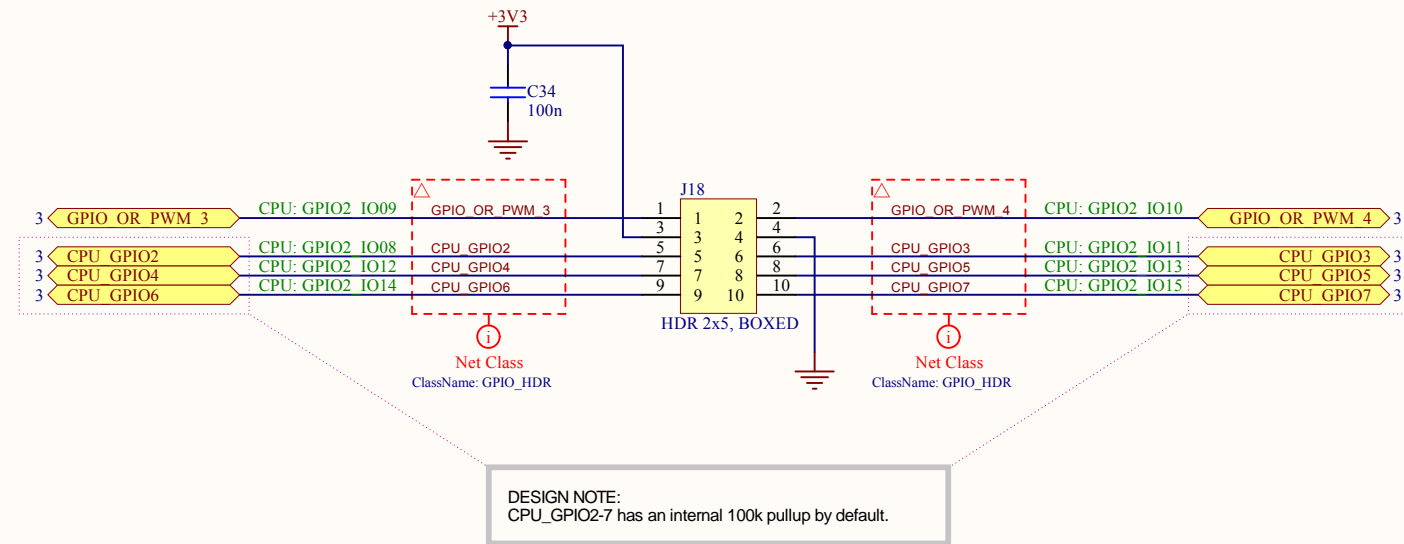 +3V3
C34
100n
J18
3 GPIO_OR_PWM_3 CPU: GPIO2_IO09 GPIO_OR_PWM_3 1 1 2 2 GPIO_OR_PWM_4 CPU: GPIO2_IO10 GPIO_OR_PWM_4 3
3 3 4 4
3 CPU_GPIO2 CPU: GPIO2_IO08 CPU_GPIO2 5 5 6 6 CPU_GPIO3 CPU: GPIO2_IO11 CPU_GPIO3 3
3 CPU_GPIO4 CPU: GPIO2_IO12 CPU_GPIO4 7 7 8 8 CPU_GPIO5 CPU: GPIO2_IO13 CPU_GPIO5 3
3 CPU_GPIO6 CPU: GPIO2_IO14 CPU_GPIO6 9 9 10 10 CPU_GPIO7 CPU: GPIO2_IO15 CPU_GPIO7 3
HDR 2x5, BOXED
i
Net Class
ClassName: GPIO_HDR
i
Net Class
ClassName: GPIO_HDR
DESIGN NOTE:
CPU_GPIO2-7 has an internal 100k pullup by default.